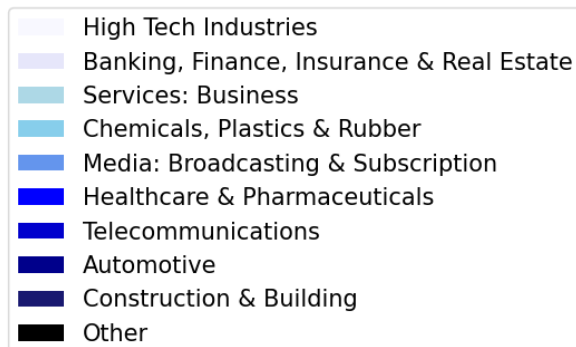 High Tech Industries
Banking, Finance, Insurance & Real Estate
Services: Business
Chemicals, Plastics & Rubber
Media: Broadcasting & Subscription
Healthcare & Pharmaceuticals
Telecommunications
Automotive
Construction & Building
Other